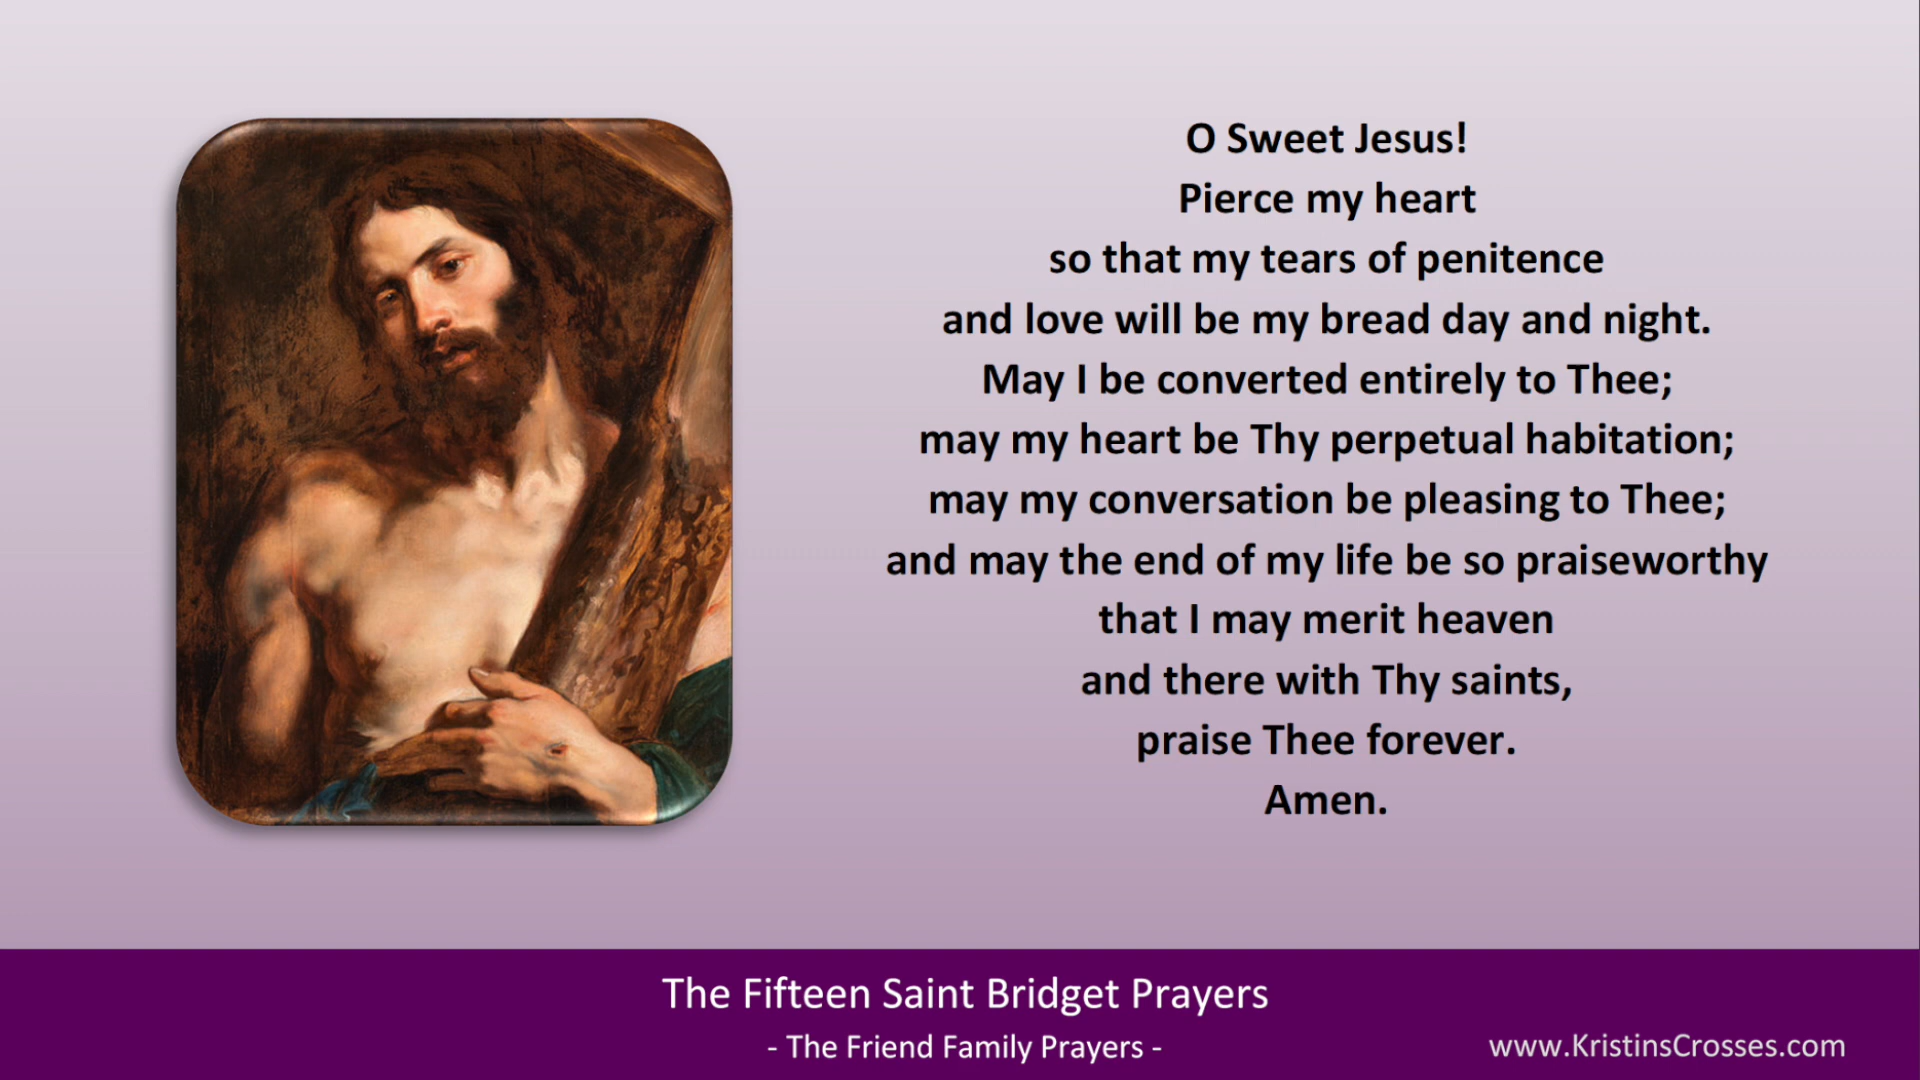 O Sweet Jesus!
Pierce my heart
so that my tears of penitence
and love will be my bread day and night.
May I be converted entirely to Thee;
may my heart be Thy perpetual habitation;
may my conversation be pleasing to Thee;
and may the end of my life be so praiseworthy
that I may merit heaven
and there with Thy saints,
praise Thee forever.
Amen.
The Fifteen Saint Bridget Prayers
- The Friend Family Prayers -
www.KristinsCrosses.com